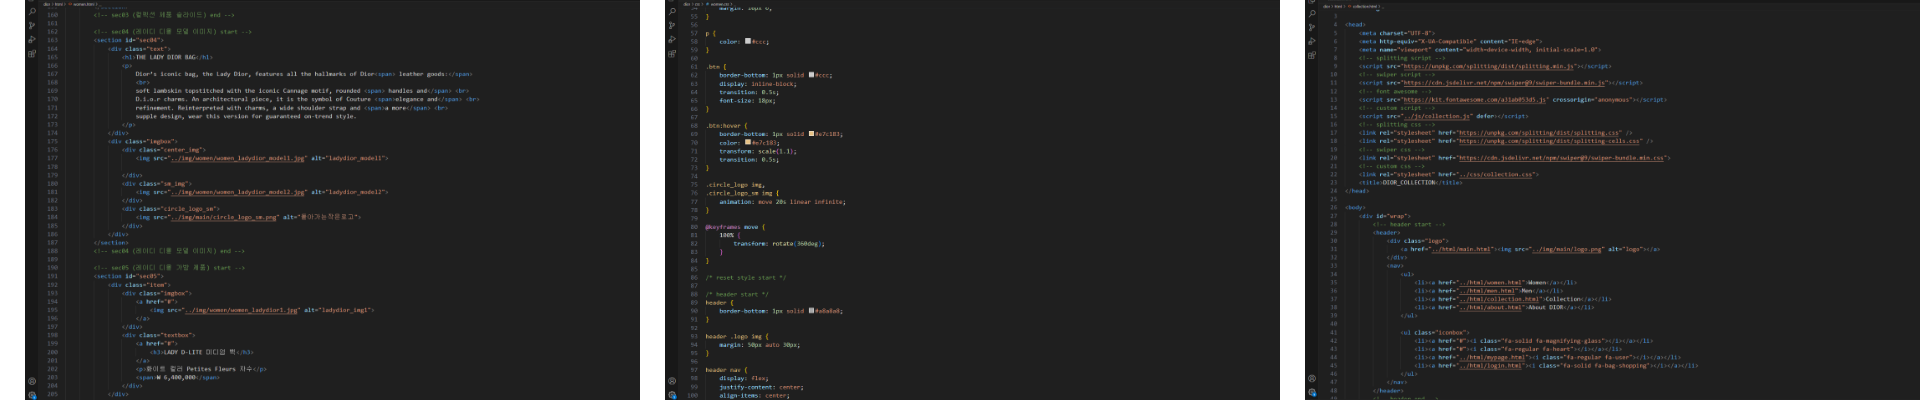 dev > html > women.html
160 <!-- sec03 (컬렉션 제품 슬라이드) end -->
161
162 <!-- sec04 (레이디 디올 모델 이미지) start -->
163 <section id="sec04">
164 <div class="text">
165 <h1>THE LADY DIOR BAG</h1>
166 <p>
167 Dior's iconic bag, the Lady Dior, features all the hallmarks of Dior<span> leather goods:</span>
168 <br>
169 soft lambskin topstitched with the iconic Cannage motif, rounded <span> handles and</span> <br>
170 D.i.o.r charms. An architectural piece, it is the symbol of Couture <span>elegance and</span> <br>
171 refinement. Reinterpreted with charms, a wide shoulder strap and <span>a more</span> <br>
172 supple design, wear this version for guaranteed on-trend style.
173 </p>
174 </div>
175 <div class="imgbox">
176 <div class="center_img">
177 <img src="../img/women/women_ladydior_model1.jpg" alt="ladydior_model1">
178
179 </div>
180 <div class="sm_img">
181 <img src="../img/women/women_ladydior_model2.jpg" alt="ladydior_model2">
182 </div>
183 <div class="circle_logo_sm">
184 <img src="../img/main/circle_logo_sm.png" alt="돌아가는작은로고">
185 </div>
186 </div>
187 </section>
188 <!-- sec04 (레이디 디올 모델 이미지) end -->
189
190 <!-- sec05 (레이디 디올 가방 제품) start -->
191 <section id="sec05">
192 <div class="item">
193 <div class="imgbox">
194 <a href="#">
195 <img src="../img/women/women_ladydior1.jpg" alt="ladydior_img1">
196 </a>
197 </div>
198 <div class="textbox">
199 <a href="#">
200 <h3>LADY D-LITE 미디엄 백</h3>
201 </a>
202 <p>화이트 컬러 Petites Fleurs 자수</p>
203 <span>₩ 6,400,000</span>
204 </div>
205 </div>
55 }
56
57 p {
58 color: #ccc;
59 }
60
61 .btn {
62 border-bottom: 1px solid #ccc;
63 display: inline-block;
64 transition: 0.5s;
65 font-size: 18px;
66 }
67
68 .btn:hover {
69 border-bottom: 1px solid #e7c183;
70 color: #e7c183;
71 transform: scale(1.1);
72 transition: 0.5s;
73 }
74
75 .circle_logo img,
76 .circle_logo_sm img {
77 animation: move 20s linear infinite;
78 }
79
80 @keyframes move {
81 100% {
82 transform: rotate(360deg);
83 }
84 }
85
86 /* reset style start */
87
88 /* header start */
89 header {
90 border-bottom: 1px solid #a8a8a8;
91 }
92
93 header .logo img {
94 margin: 50px auto 30px;
95 }
96
97 header nav {
98 display: flex;
99 justify-content: center;
100 align-items: center;
dev > html > collection.html
3
4 <head>
5 <meta charset="UTF-8">
6 <meta http-equiv="X-UA-Compatible" content="IE=edge">
7 <meta name="viewport" content="width=device-width, initial-scale=1.0">
8 <!-- splitting script -->
9 <script src="https://unpkg.com/splitting/dist/splitting.min.js"></script>
10 <!-- swiper script -->
11 <script src="https://cdn.jsdelivr.net/npm/swiper@9/swiper-bundle.min.js"></script>
12 <!-- font awesome -->
13 crossorigin="anonymous"></script>
14 <!-- custom script -->
15 <script src="../js/collection.js" defer></script>
16 <!-- splitting css -->
17 <link rel="stylesheet" href="https://unpkg.com/splitting/dist/splitting.css" />
18 <link rel="stylesheet" href="https://unpkg.com/splitting/dist/splitting-cells.css" />
19 <!-- swiper css -->
20 <link rel="stylesheet" href="https://cdn.jsdelivr.net/npm/swiper@9/swiper-bundle.min.css">
21 <!-- custom css -->
22 <link rel="stylesheet" href="../css/collection.css">
23 <title>DIOR_COLLECTION</title>
24 </head>
25
26 <body>
27 <div id="wrap">
28 <!-- header start -->
29 <header>
30 <div class="logo">
31 <a href="../html/main.html"><img src="../img/main/logo.png" alt="logo"></a>
32 </div>
33 <nav>
34 <ul>
35 <li><a href="../html/women.html">Women</a></li>
36 <li><a href="../html/men.html">Men</a></li>
37 <li><a href="../html/collection.html">Collection</a></li>
38 <li><a href="../html/about.html">About DIOR</a></li>
39 </ul>
40
41 <ul class="iconbox">
42 <li><a href="#"><i class="fa-solid fa-magnifying-glass"></i></a></li>
43 <li><a href="#"><i class="fa-regular fa-heart"></i></a></li>
44 <li><a href="../html/mypage.html"><i class="fa-regular fa-user"></i></a></li>
45 <li><a href="../html/login.html"><i class="fa-solid fa-bag-shopping"></i></a></li>
46 </ul>
47 </nav>
48 </header>